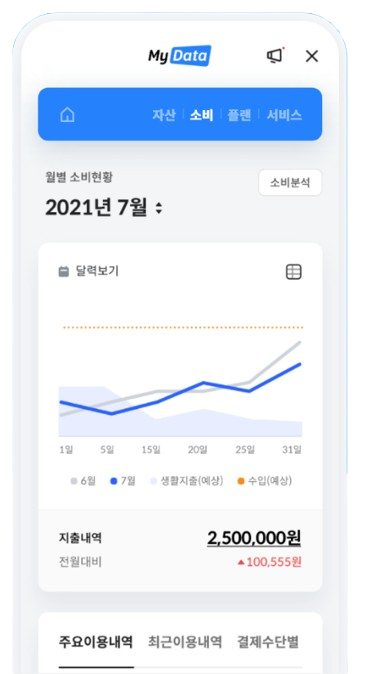 My Data
자산 소비 플랜 서비스
월별 소비현황
2021년 7월
소비분석
달력보기
1일 5일 15일 20일 25일 31일
6월 7월 생활지출(예상) 수입(예상)
지출내역 2,500,000원
전월대비 ▲100,555원
주요이용내역 최근이용내역 결제수단별